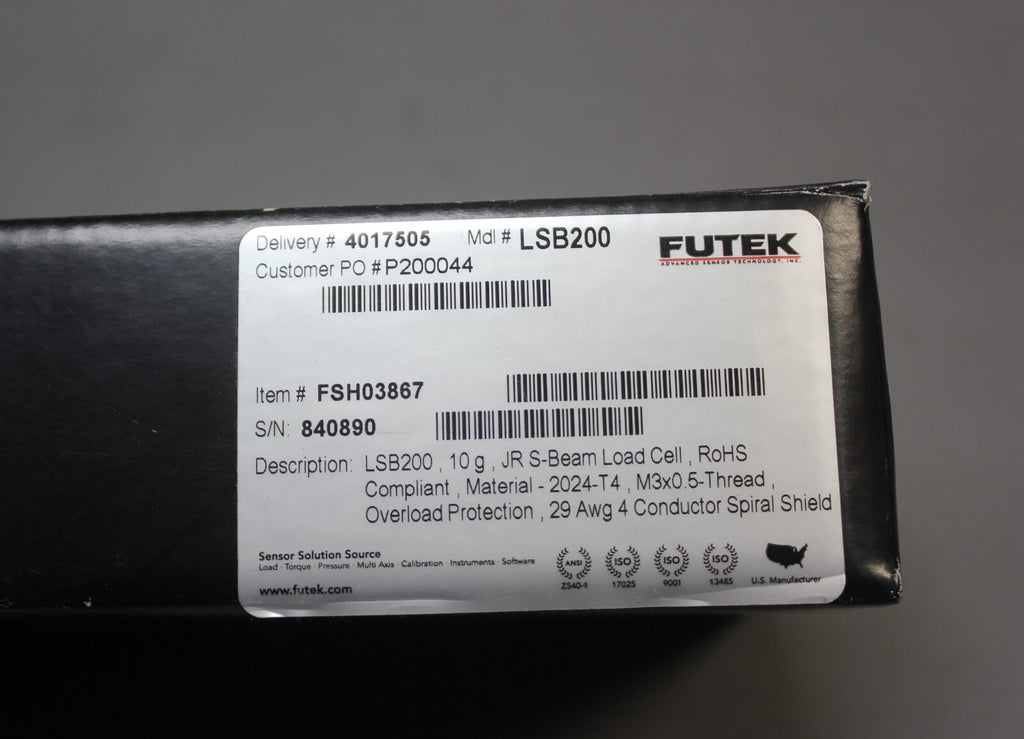 Delivery # 4017505 Mdl # LSB200
FUTEK
ADVANCED SENSOR TECHNOLOGY, INC.
Customer PO # P200044
Item # FSH03867
S/N: 840890
Description: LSB200 , 10 g , JR S-Beam Load Cell , RoHS
Compliant , Material - 2024-T4 , M3x0.5-Thread ,
Overload Protection , 29 Awg 4 Conductor Spiral Shield
Sensor Solution Source
Load · Torque · Pressure · Multi Axis · Calibration · Instruments · Software
www.futek.com
ANSI
Z540-1
ISO
17025
ISO
9001
ISO
13485
U.S. Manufacturer